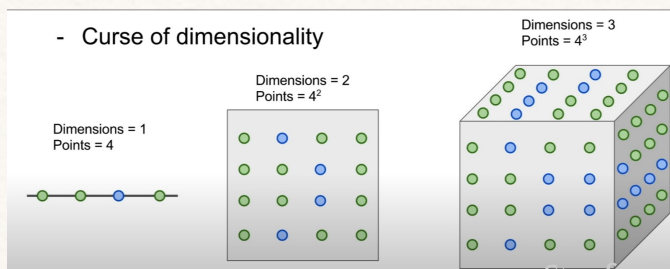 - Curse of dimensionality
Dimensions = 1
Points = 4
Dimensions = 2
Points = 4²
Dimensions = 3
Points = 4³